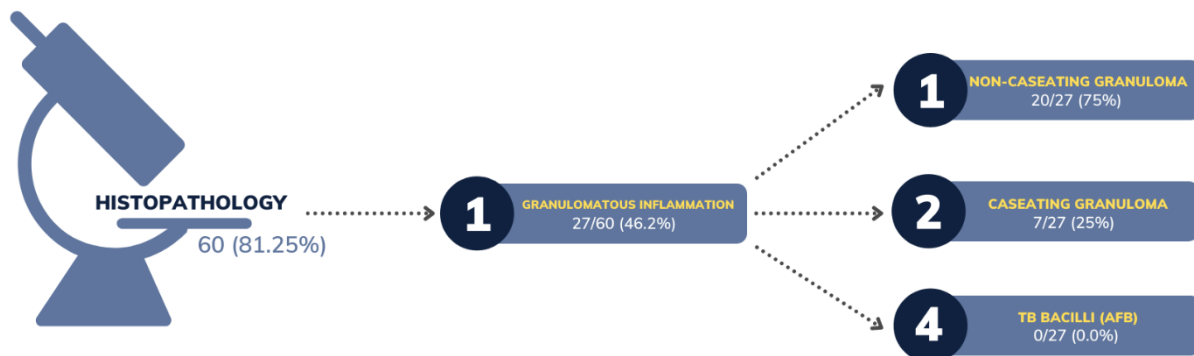 HISTOPATHOLOGY
60 (81.25%)
1
GRANULOMATOUS INFLAMMATION
27/60 (46.2%)
1
NON-CASEATING GRANULOMA
20/27 (75%)
2
CASEATING GRANULOMA
7/27 (25%)
4
TB BACILLI (AFB)
0/27 (0.0%)